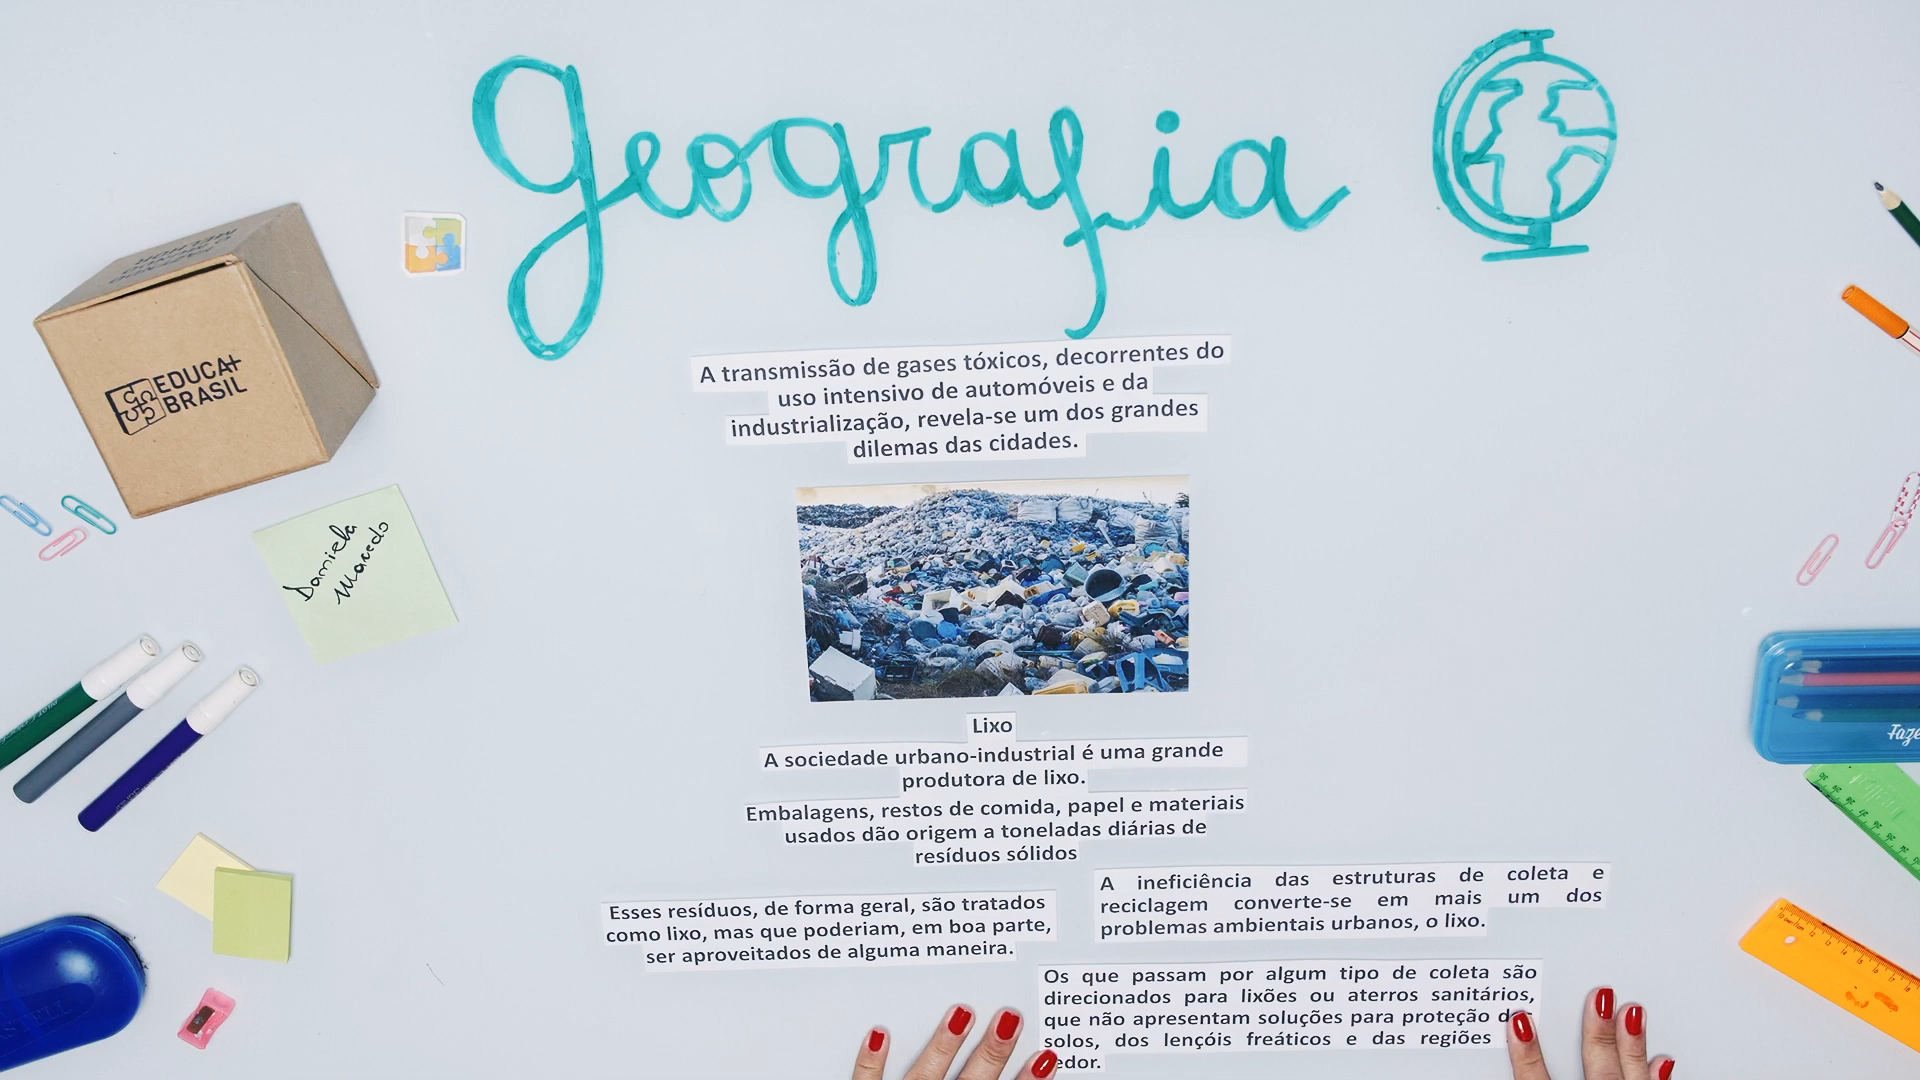 Geografia
EDUCA+
BRASIL
Daniela
Macedo
A transmissão de gases tóxicos, decorrentes do
uso intensivo de automóveis e da
industrialização, revela-se um dos grandes
dilemas das cidades.
Lixo
A sociedade urbano-industrial é uma grande
produtora de lixo.
Embalagens, restos de comida, papel e materiais
usados dão origem a toneladas diárias de
resíduos sólidos
Esses resíduos, de forma geral, são tratados
como lixo, mas que poderiam, em boa parte,
ser aproveitados de alguma maneira.
A ineficiência das estruturas de coleta e
reciclagem converte-se em mais um dos
problemas ambientais urbanos, o lixo.
Os que passam por algum tipo de coleta são
direcionados para lixões ou aterros sanitários,
que não apresentam soluções para proteção
solos, dos lençóis freáticos e das regiões
edor.